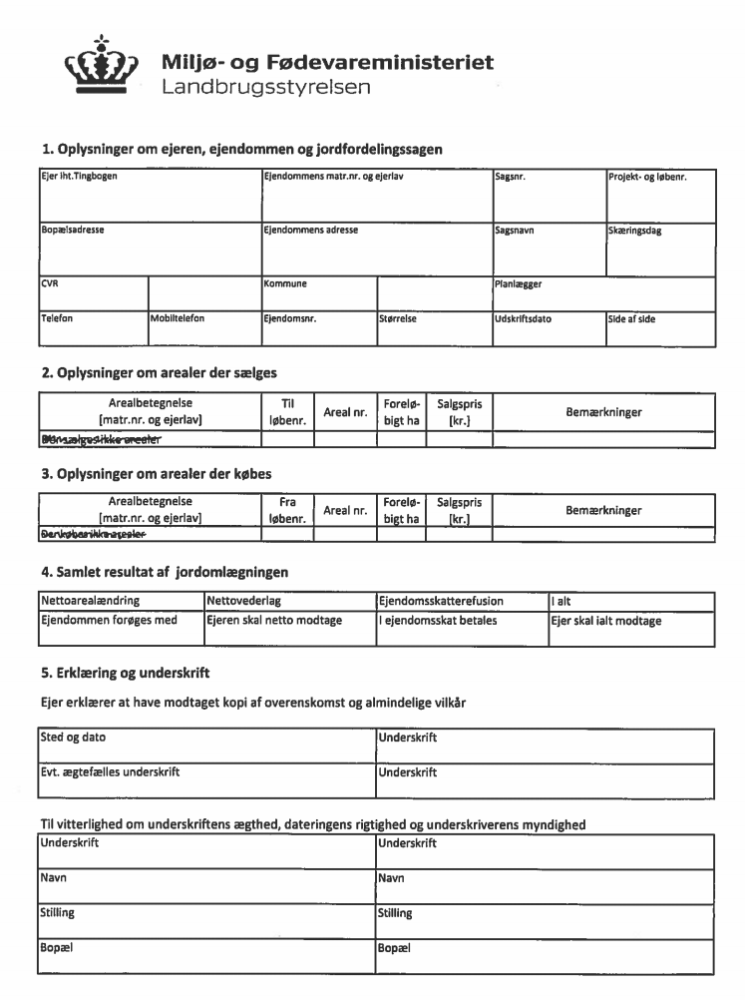 Miljø- og Fødevareministeriet
Landbrugsstyrelsen
1. Oplysninger om ejeren, ejendommen og jordfordelingssagen
Ejer iht.Tingbogen
Ejendommens matr.nr. og ejerlav
Sagsnr.
Projekt- og løbenr.
Bopælsadresse
Ejendommens adresse
Sagsnavn
Skæringsdag
CVR
Kommune
Planlægger
Telefon
Mobiltelefon
Ejendomsnr.
Størrelse
Udskriftsdato
Side af side
2. Oplysninger om arealer der sælges
Arealbetegnelse
[matr.nr. og ejerlav]
Til
løbenr.
Areal nr.
Forelø-
bigt ha
Salgspris
[kr.]
Bemærkninger
Der sælges ikke arealer
3. Oplysninger om arealer der købes
Arealbetegnelse
[matr.nr. og ejerlav]
Fra
løbenr.
Areal nr.
Forelø-
bigt ha
Salgspris
[kr.]
Bemærkninger
Der købes ikke arealer
4. Samlet resultat af jordomlægningen
Nettoarealændring
Nettovederlag
Ejendomsskatterefusion
I alt
Ejendommen forøges med
Ejeren skal netto modtage
I ejendomsskat betales
Ejer skal ialt modtage
5. Erklæring og underskrift
Ejer erklærer at have modtaget kopi af overenskomst og almindelige vilkår
Sted og dato
Underskrift
Evt. ægtefælles underskrift
Underskrift
Til vitterlighed om underskriftens ægthed, dateringens rigtighed og underskriverens myndighed
Underskrift
Underskrift
Navn
Navn
Stilling
Stilling
Bopæl
Bopæl